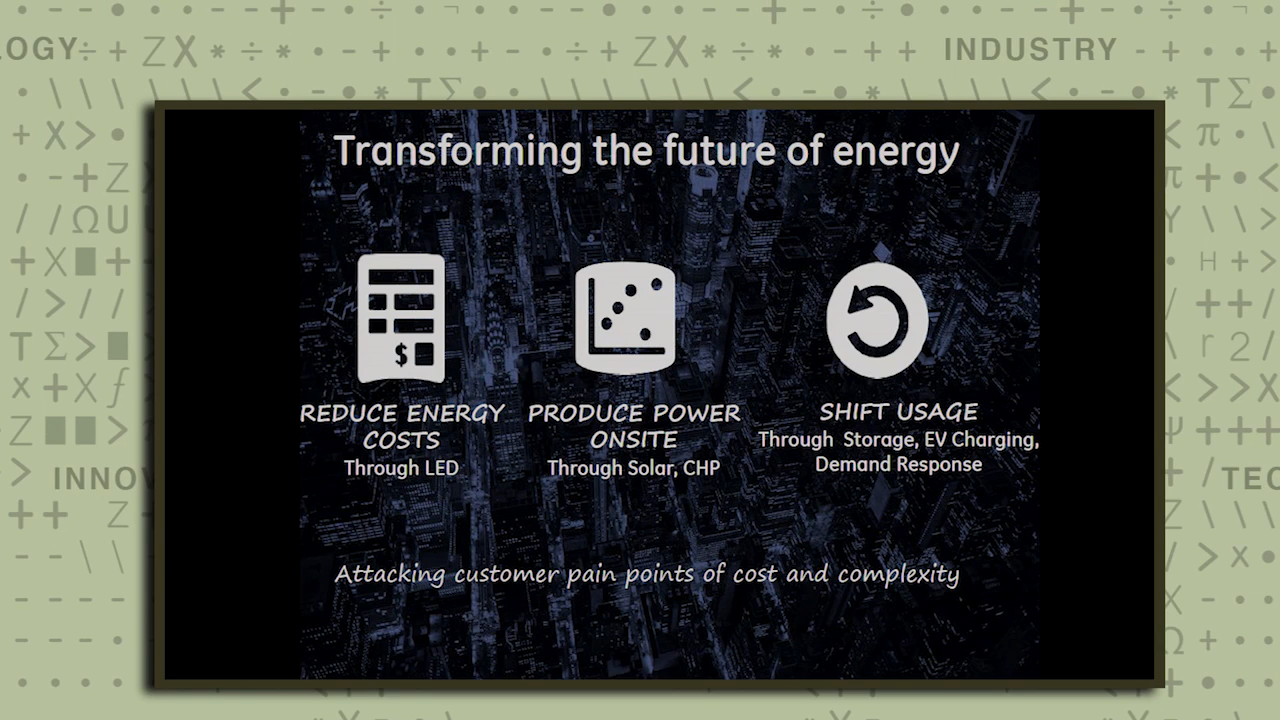 LOGY
INDUSTRY
Transforming the future of energy
$
REDUCE ENERGY
COSTS
Through LED
PRODUCE POWER
ONSITE
Through Solar, CHP
SHIFT USAGE
Through Storage, EV Charging,
Demand Response
Attacking customer pain points of cost and complexity
INNOV
TEC